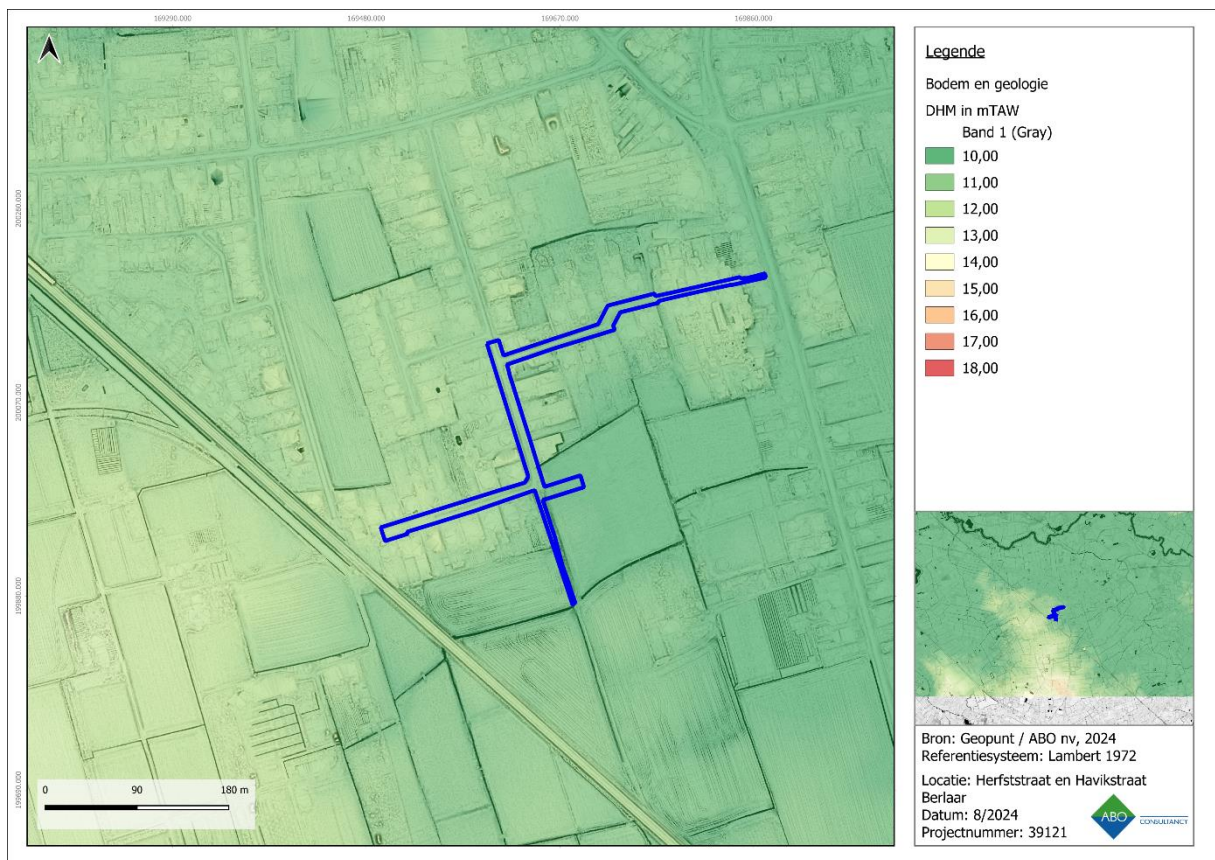 169290.000
169480.000
169670.000
169860.000
200260.000
200070.000
199880.000
199690.000
0
90
180 m
Legende
Bodem en geologie
DHM in mTAW
Band 1 (Gray)
10,00
11,00
12,00
13,00
14,00
15,00
16,00
17,00
18,00
Bron: Geopunt / ABO nv, 2024
Referentiesysteem: Lambert 1972
Locatie: Herfststraat en Havikstraat
Berlaar
Datum: 8/2024
Projectnummer: 39121
ABO
CONSULTANCY